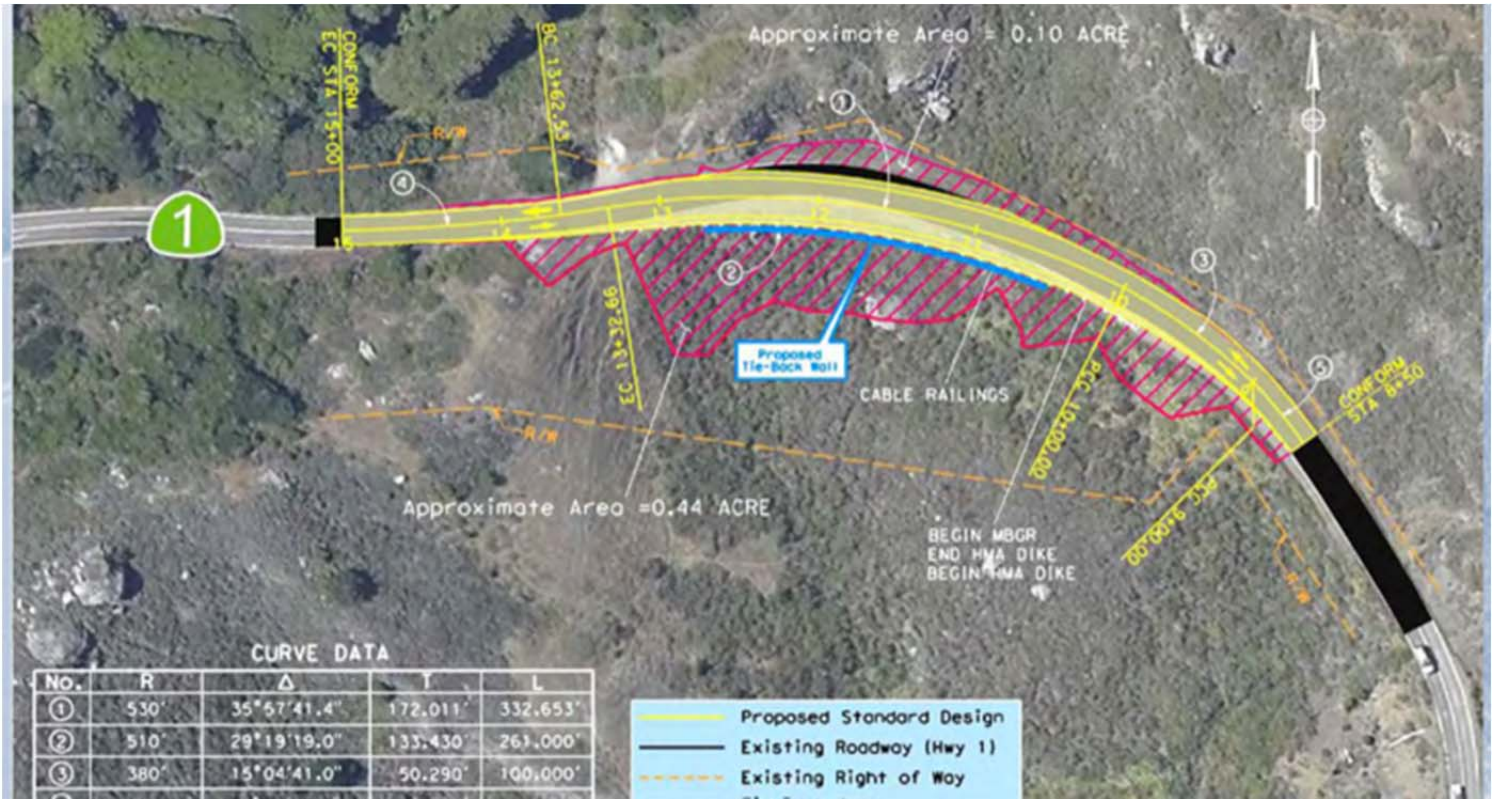 Approximate Area = 0.10 ACRE
CONFORM
EC STA 15+00
BC 13+62.53
R/W
1
1
4
15
14
13
12
11
10
2
3
5
EC 13+32.66
Proposed
Tie-Back Wall
CABLE RAILINGS
PCC 10+00.00
CONFORM
STA 8+50
R/W
Approximate Area =0.44 ACRE
PCC 9+00.00
BEGIN MBGR
END HMA DIKE
BEGIN HMA DIKE
R/W
CURVE DATA
No. R Δ T L
1 530' 35°57'41.4" 172.011' 332.653'
2 510' 29°19'19.0" 133.430' 261.000'
3 380' 15°04'41.0" 50.290' 100.000'
Proposed Standard Design
Existing Roadway (Hwy 1)
Existing Right of Way